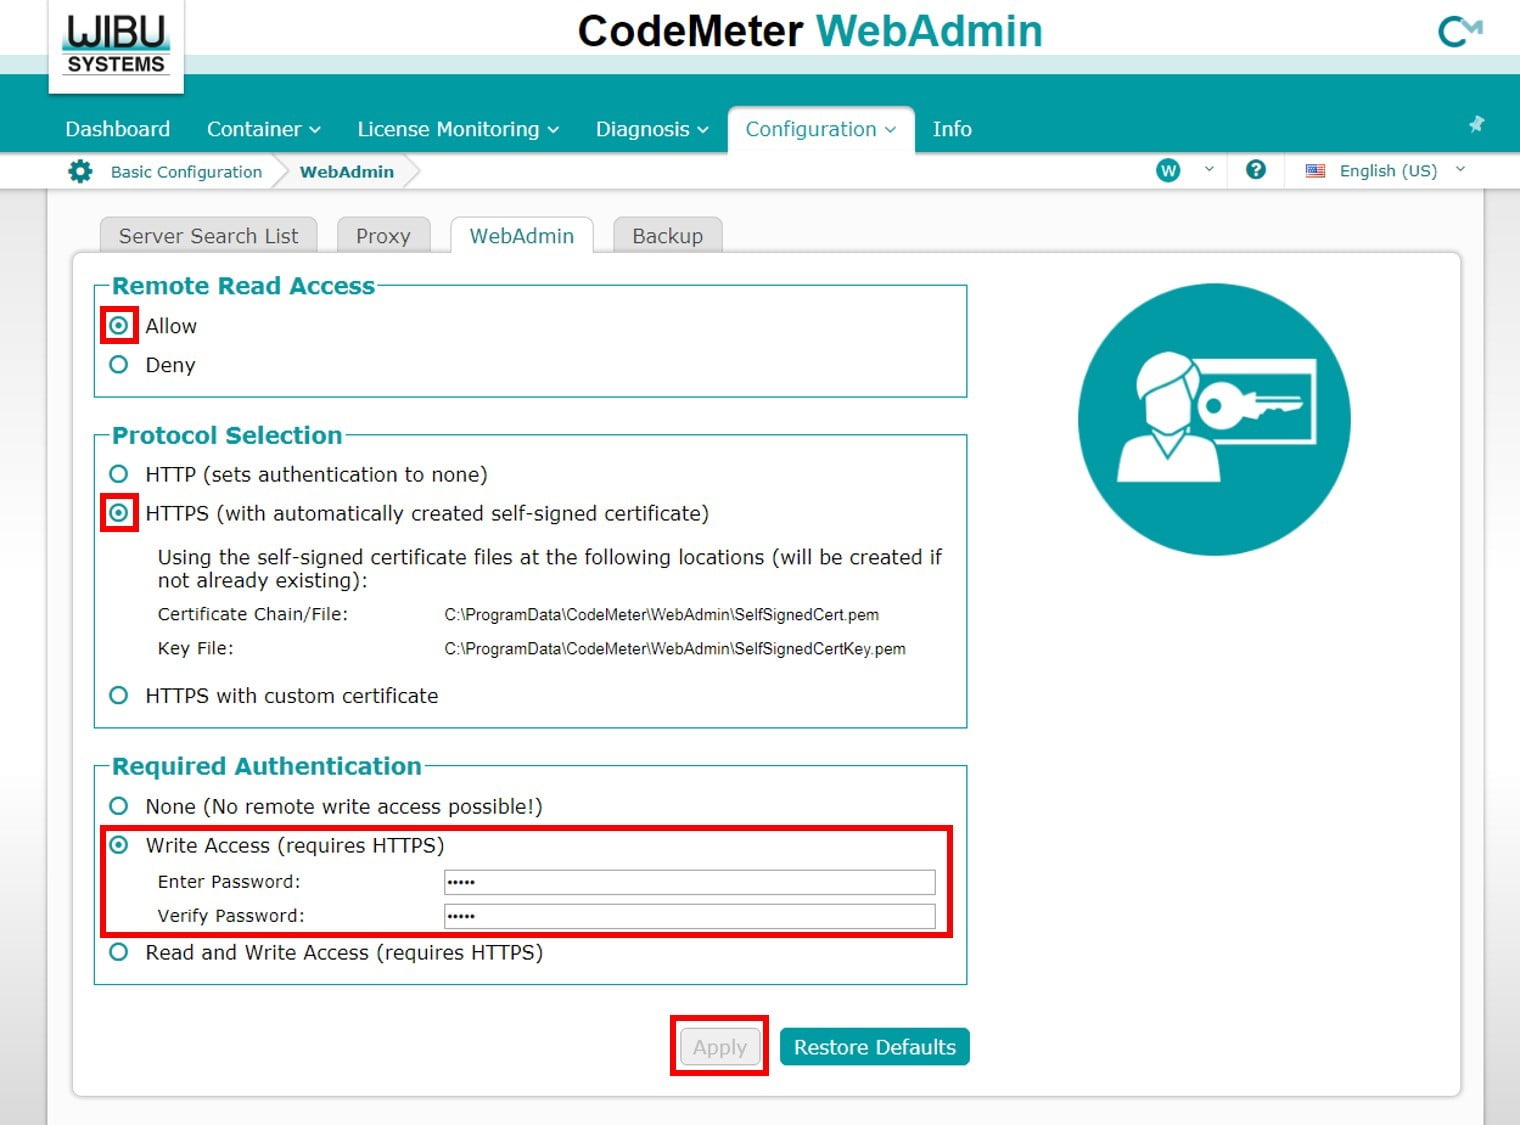 WIBU
SYSTEMS
CodeMeter WebAdmin
CM
Dashboard Container License Monitoring Diagnosis Configuration Info
Basic Configuration WebAdmin W ? English (US)
Server Search List Proxy WebAdmin Backup
Remote Read Access
Allow
Deny
Protocol Selection
HTTP (sets authentication to none)
HTTPS (with automatically created self-signed certificate)
Using the self-signed certificate files at the following locations (will be created if
not already existing):
Certificate Chain/File: C:\ProgramData\CodeMeter\WebAdmin\SelfSignedCert.pem
Key File: C:\ProgramData\CodeMeter\WebAdmin\SelfSignedCertKey.pem
HTTPS with custom certificate
Required Authentication
None (No remote write access possible!)
Write Access (requires HTTPS)
Enter Password: •••••
Verify Password: •••••
Read and Write Access (requires HTTPS)
Apply Restore Defaults